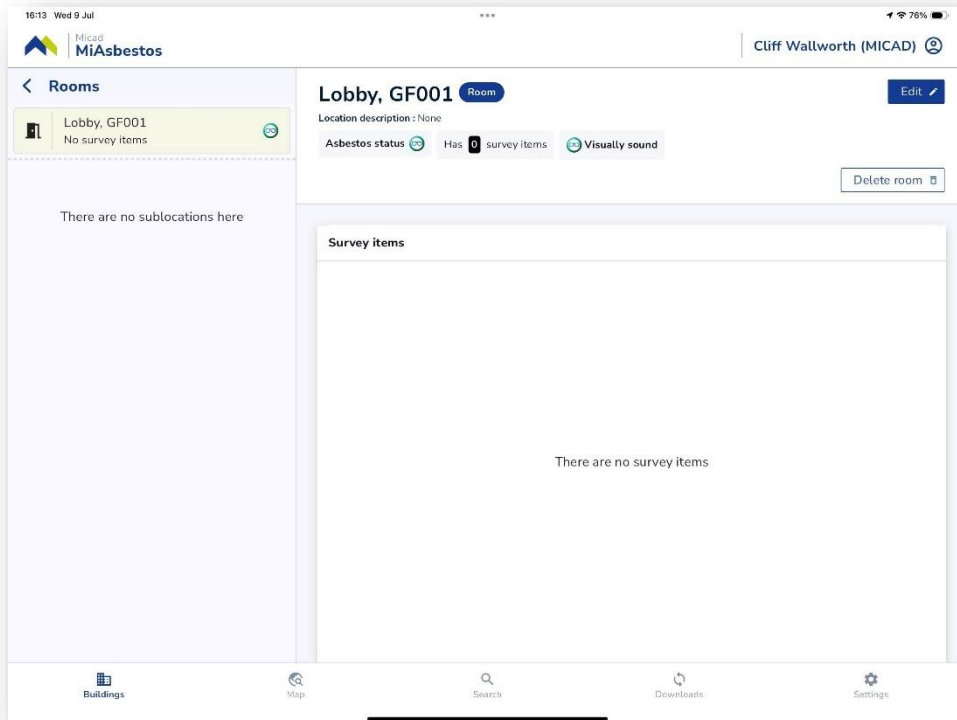 16:13 Wed 9 Jul
76%
Micad
MiAsbestos
Cliff Wallworth (MICAD)
Rooms
Lobby, GF001
No survey items
There are no sublocations here
Lobby, GF001 Room
Edit
Location description : None
Asbestos status Has 0 survey items Visually sound
Delete room
Survey items
There are no survey items
Buildings Map Search Downloads Settings